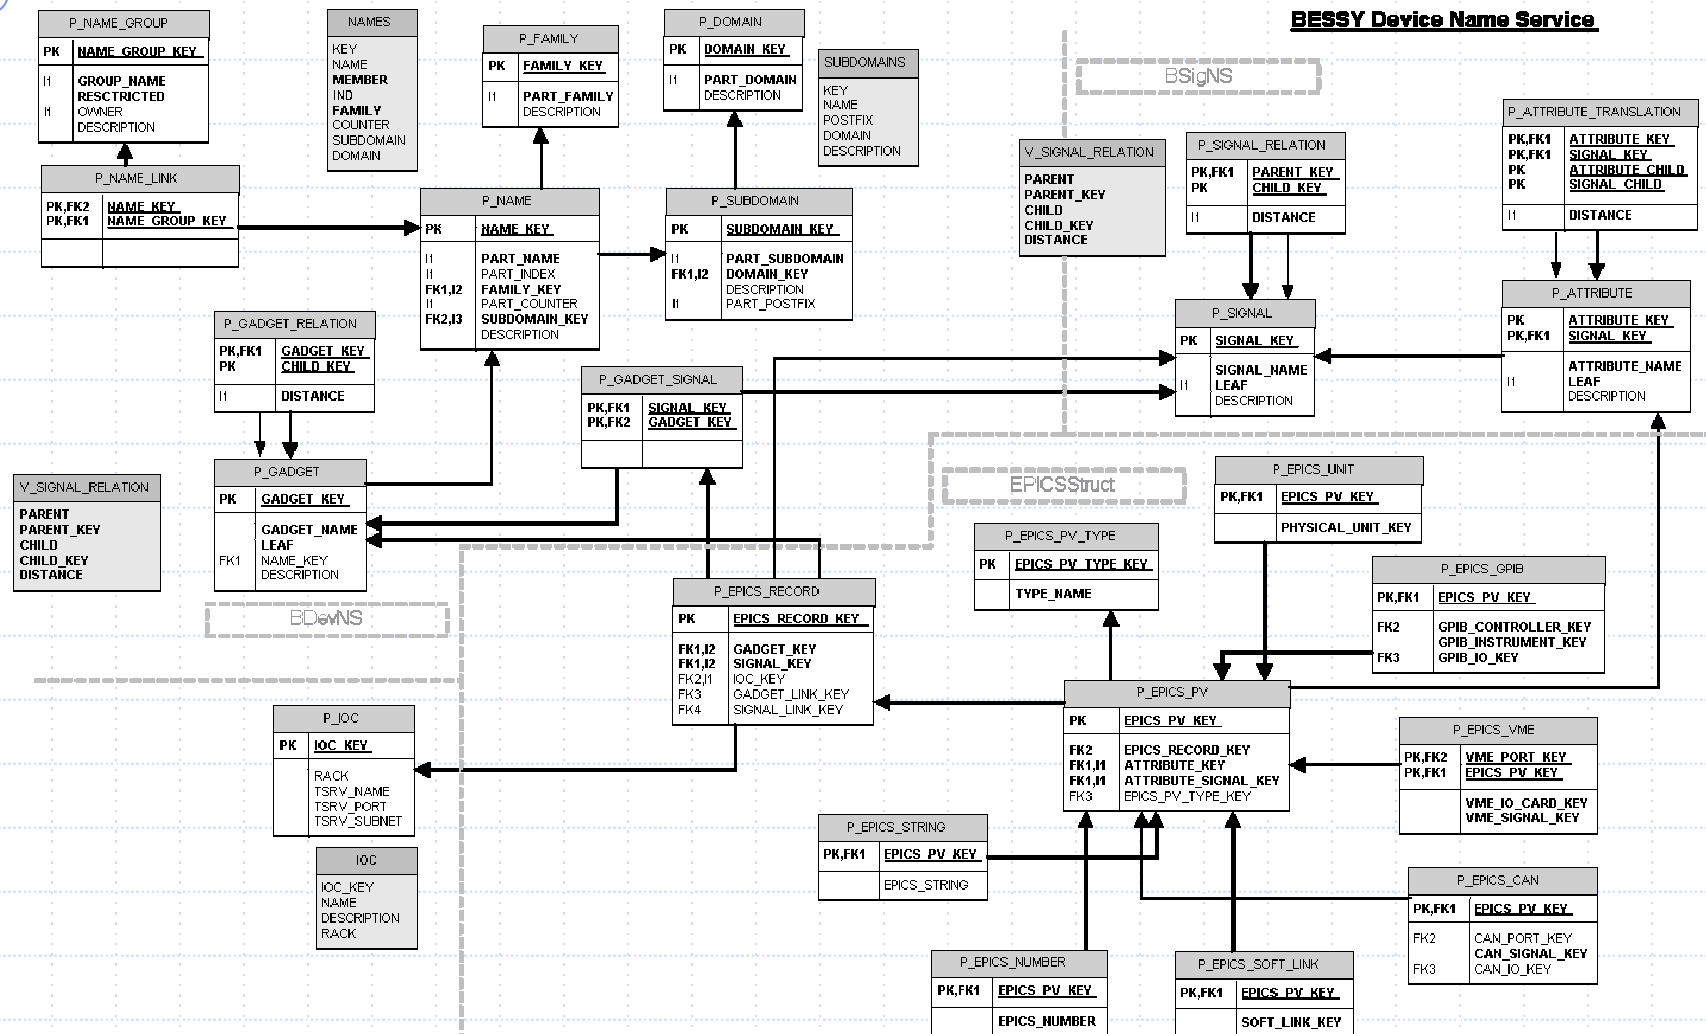 BESSY Device Name Service
P_NAME_GROUP
PK NAME_GROUP_KEY
I1 GROUP_NAME
RESCTRICTED
I1 OWNER
DESCRIPTION
NAMES
KEY
NAME
MEMBER
IND
FAMILY
COUNTER
SUBDOMAIN
DOMAIN
P_FAMILY
PK FAMILY_KEY
I1 PART_FAMILY
DESCRIPTION
P_DOMAIN
PK DOMAIN_KEY
I1 PART_DOMAIN
DESCRIPTION
SUBDOMAINS
KEY
NAME
POSTFIX
DOMAIN
DESCRIPTION
BSigNS
V_SIGNAL_RELATION
PARENT
PARENT_KEY
CHILD
CHILD_KEY
DISTANCE
P_SIGNAL_RELATION
PK,FK1 PARENT_KEY
PK CHILD_KEY
I1 DISTANCE
P_ATTRIBUTE_TRANSLATION
PK,FK1 ATTRIBUTE_KEY
PK,FK1 SIGNAL_KEY
PK ATTRIBUTE_CHILD
PK SIGNAL_CHILD
I1 DISTANCE
P_NAME_LINK
PK,FK2 NAME_KEY
PK,FK1 NAME_GROUP_KEY
P_NAME
PK NAME_KEY
I1 PART_NAME
I1 PART_INDEX
FK1,I2 FAMILY_KEY
I1 PART_COUNTER
FK2,I3 SUBDOMAIN_KEY
DESCRIPTION
P_SUBDOMAIN
PK SUBDOMAIN_KEY
I1 PART_SUBDOMAIN
FK1,I2 DOMAIN_KEY
DESCRIPTION
I1 PART_POSTFIX
P_SIGNAL
PK SIGNAL_KEY
SIGNAL_NAME
I1 LEAF
DESCRIPTION
P_ATTRIBUTE
PK ATTRIBUTE_KEY
PK,FK1 SIGNAL_KEY
ATTRIBUTE_NAME
I1 LEAF
DESCRIPTION
P_GADGET_RELATION
PK,FK1 GADGET_KEY
PK CHILD_KEY
I1 DISTANCE
P_GADGET_SIGNAL
PK,FK1 SIGNAL_KEY
PK,FK2 GADGET_KEY
V_SIGNAL_RELATION
PARENT
PARENT_KEY
CHILD
CHILD_KEY
DISTANCE
P_GADGET
PK GADGET_KEY
GADGET_NAME
LEAF
FK1 NAME_KEY
DESCRIPTION
BDevNS
EPICSStruct
P_EPICS_UNIT
PK,FK1 EPICS_PV_KEY
PHYSICAL_UNIT_KEY
P_EPICS_PV_TYPE
PK EPICS_PV_TYPE_KEY
TYPE_NAME
P_EPICS_GPIB
PK,FK1 EPICS_PV_KEY
FK2 GPIB_CONTROLLER_KEY
GPIB_INSTRUMENT_KEY
FK3 GPIB_IO_KEY
P_EPICS_RECORD
PK EPICS_RECORD_KEY
FK1,I2 GADGET_KEY
FK1,I2 SIGNAL_KEY
FK2,I1 IOC_KEY
FK3 GADGET_LINK_KEY
FK4 SIGNAL_LINK_KEY
P_EPICS_PV
PK EPICS_PV_KEY
FK2 EPICS_RECORD_KEY
FK1,I1 ATTRIBUTE_KEY
FK1,I1 ATTRIBUTE_SIGNAL_KEY
FK3 EPICS_PV_TYPE_KEY
P_IOC
PK IOC_KEY
RACK
TSRV_NAME
TSRV_PORT
TSRV_SUBNET
P_EPICS_VME
PK,FK2 VME_PORT_KEY
PK,FK1 EPICS_PV_KEY
VME_IO_CARD_KEY
VME_SIGNAL_KEY
IOC
IOC_KEY
NAME
DESCRIPTION
RACK
P_EPICS_STRING
PK,FK1 EPICS_PV_KEY
EPICS_STRING
P_EPICS_CAN
PK,FK1 EPICS_PV_KEY
FK2 CAN_PORT_KEY
CAN_SIGNAL_KEY
FK3 CAN_IO_KEY
P_EPICS_NUMBER
PK,FK1 EPICS_PV_KEY
EPICS_NUMBER
P_EPICS_SOFT_LINK
PK,FK1 EPICS_PV_KEY
SOFT_LINK_KEY